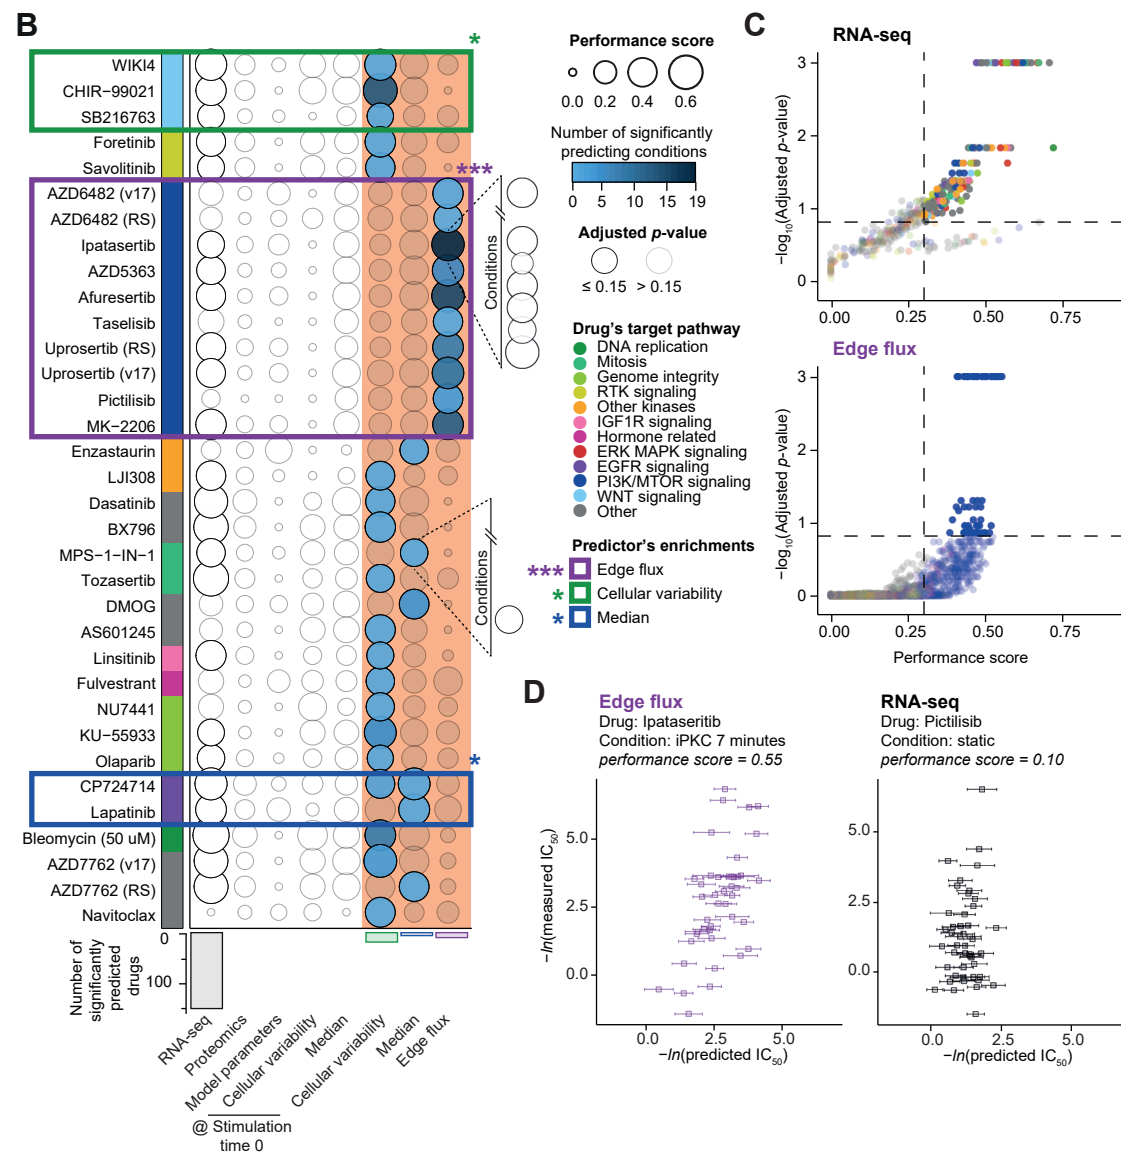 B
*
WIKI4
CHIR−99021
SB216763
Foretinib
Savolitinib
***
AZD6482 (v17)
AZD6482 (RS)
Ipatasertib
AZD5363
Afuresertib
Taselisib
Uprosertib (RS)
Uprosertib (v17)
Pictilisib
MK−2206
Enzastaurin
LJI308
Dasatinib
BX796
MPS−1−IN−1
Tozasertib
DMOG
AS601245
Linsitinib
Fulvestrant
NU7441
KU−55933
Olaparib
*
CP724714
Lapatinib
Bleomycin (50 uM)
AZD7762 (v17)
AZD7762 (RS)
Navitoclax
Conditions
Conditions
Number of
significantly
predicted
drugs
0
100
RNA−seq
Proteomics
Model parameters
Cellular variability
Median
Cellular variability
Median
Edge flux
@ Stimulation
time 0
Performance score
0.0 0.2 0.4 0.6
Number of significantly
predicting conditions
0 5 10 15 19
Adjusted p-value
≤ 0.15 > 0.15
Drug's target pathway
DNA replication
Mitosis
Genome integrity
RTK signaling
Other kinases
IGF1R signaling
Hormone related
ERK MAPK signaling
EGFR signaling
PI3K/MTOR signaling
WNT signaling
Other
Predictor's enrichments
*** Edge flux
* Cellular variability
* Median
C
RNA−seq
−log10(Adjusted p-value)
3
2
1
0
0.00 0.25 0.50 0.75
Edge flux
−log10(Adjusted p-value)
3
2
1
0
0.00 0.25 0.50 0.75
Performance score
D
Edge flux
Drug: Ipataseritib
Condition: iPKC 7 minutes
performance score = 0.55
−ln(measured IC50)
5.0
2.5
0.0
0.0 2.5 5.0
−ln(predicted IC50)
RNA−seq
Drug: Pictilisib
Condition: static
performance score = 0.10
5.0
2.5
0.0
0.0 2.5 5.0
−ln(predicted IC50)